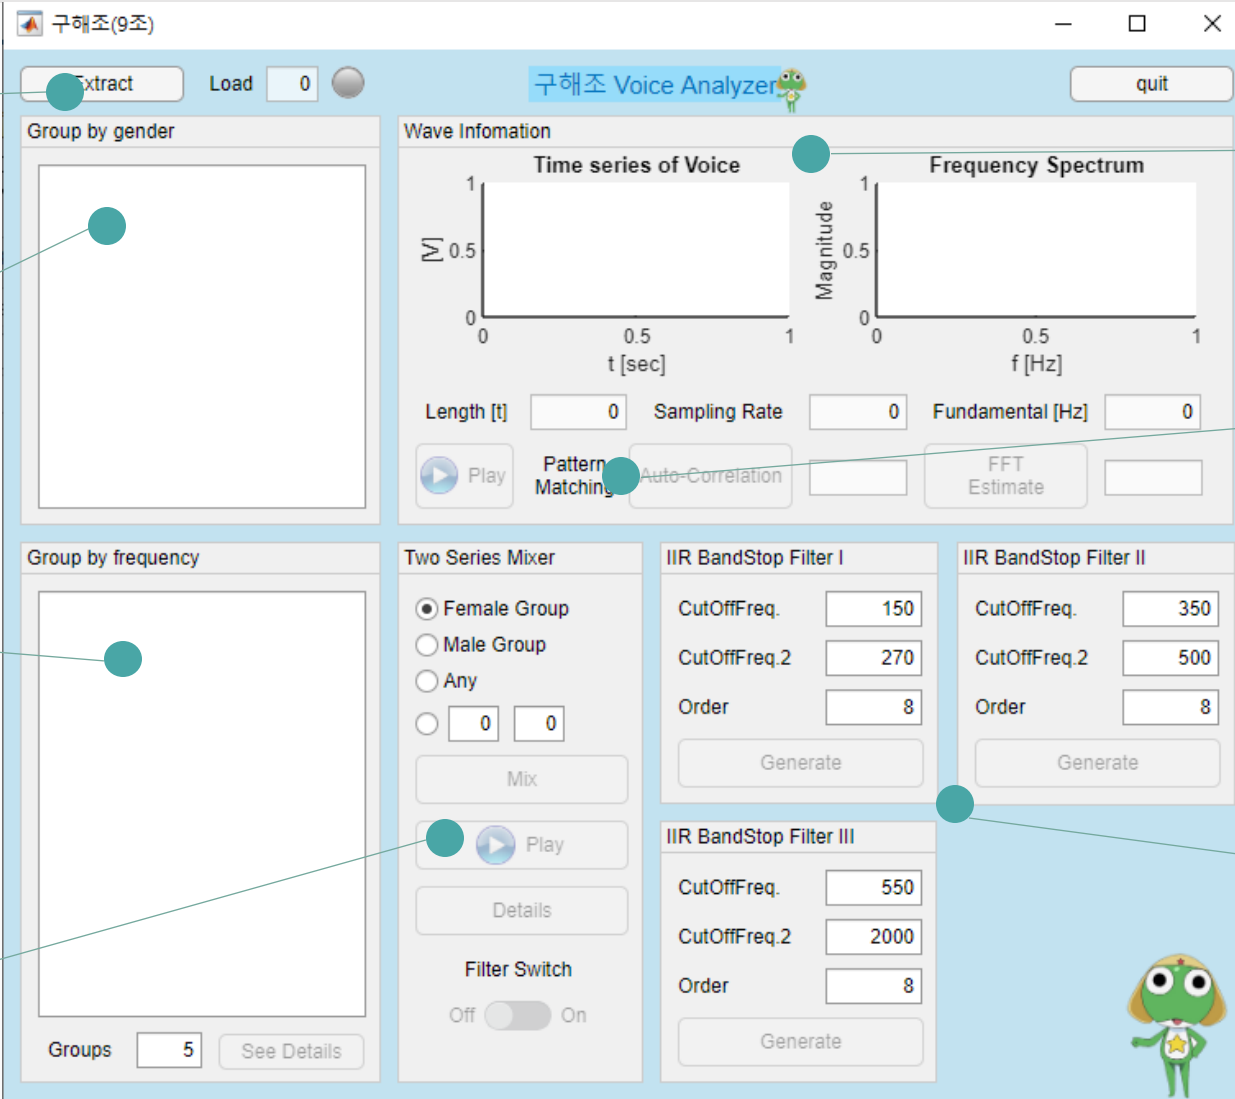 구해조(9조)
Extract
Load
0
구해조 Voice Analyzer
quit
Group by gender
Wave Infomation
Time series of Voice
1
0.5
0
[V]
0
0.5
1
t [sec]
Frequency Spectrum
1
0.5
0
Magnitude
0
0.5
1
f [Hz]
Length [t]
0
Sampling Rate
0
Fundamental [Hz]
0
Play
Pattern
Matching
Auto-Correlation
FFT
Estimate
Group by frequency
Groups
5
See Details
Two Series Mixer
Female Group
Male Group
Any
0
0
Mix
Play
Details
Filter Switch
Off
On
IIR BandStop Filter I
CutOffFreq.
150
CutOffFreq.2
270
Order
8
Generate
IIR BandStop Filter II
CutOffFreq.
350
CutOffFreq.2
500
Order
8
Generate
IIR BandStop Filter III
CutOffFreq.
550
CutOffFreq.2
2000
Order
8
Generate